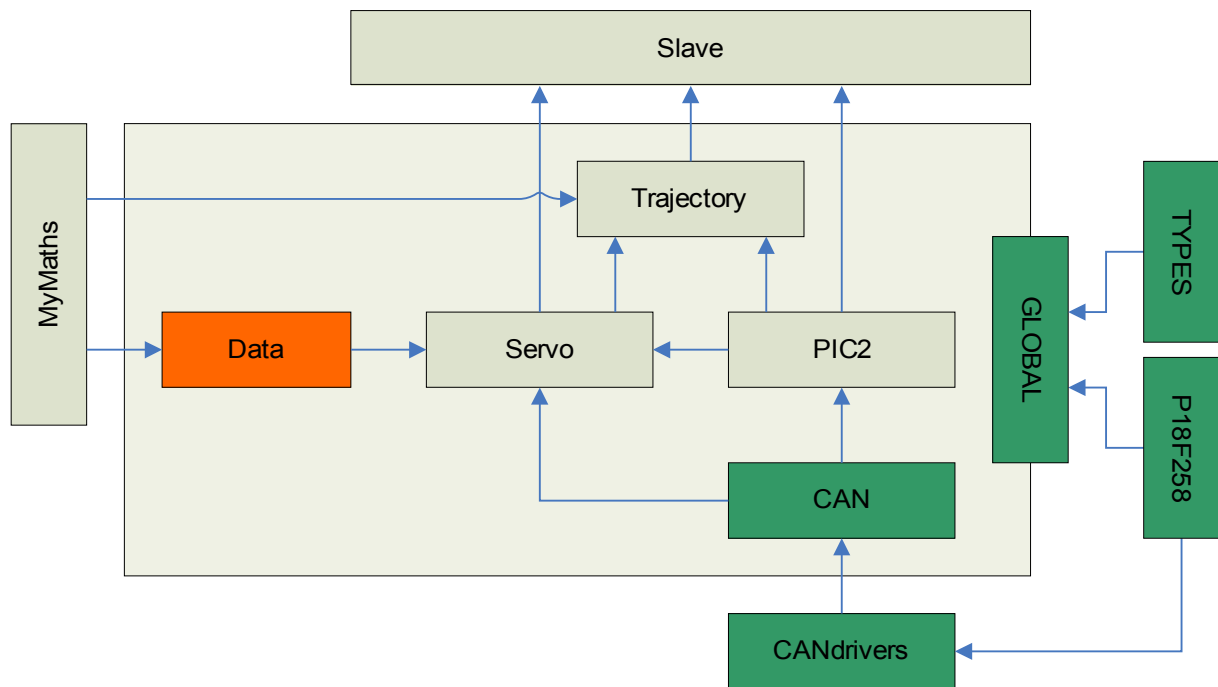 Slave
MyMaths
Trajectory
TYPES
GLOBAL
Data
Servo
PIC2
P18F258
CAN
CANdrivers